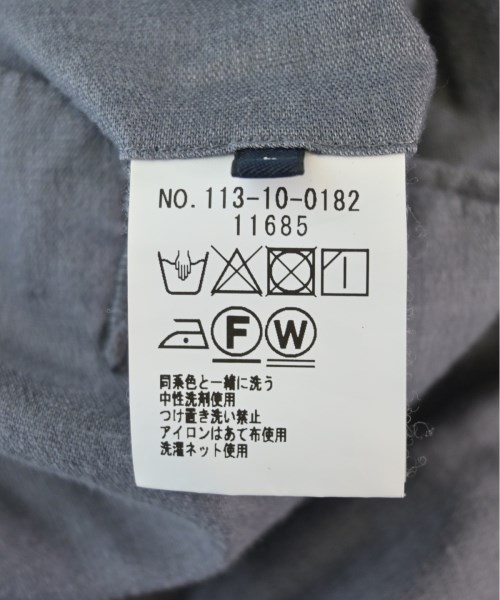 NO. 113-10-0182
11685
F W
同系色と一緒に洗う
中性洗剤使用
つけ置き洗い禁止
アイロンはあて布使用
洗濯ネット使用